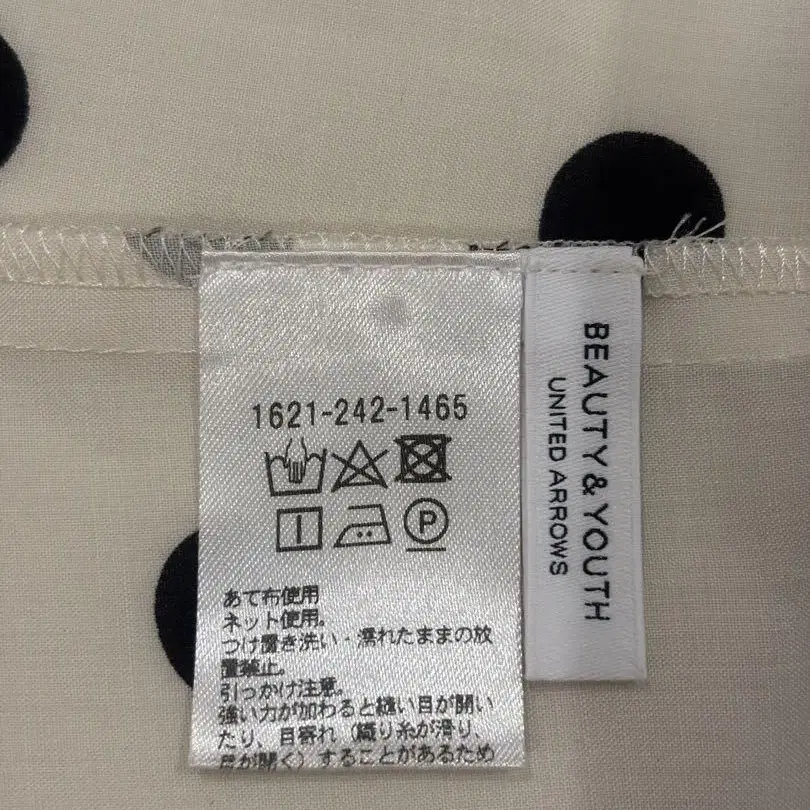 1621-242-1465
P
あて布使用
ネット使用。
つけ置き洗い・濡れたままの放
置禁止。
引っかけ注意。
強い力が加わると縫い目が開い
たり、目寄れ（織り糸が滑り、
目が開く）することがあるため
BEAUTY & YOUTH
UNITED ARROWS